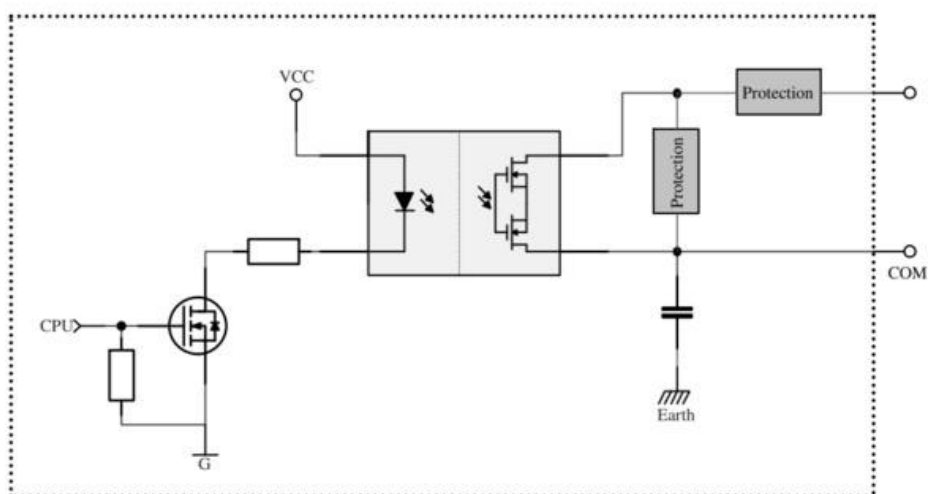 VCC
Protection
Protection
COM
CPU
Earth
G